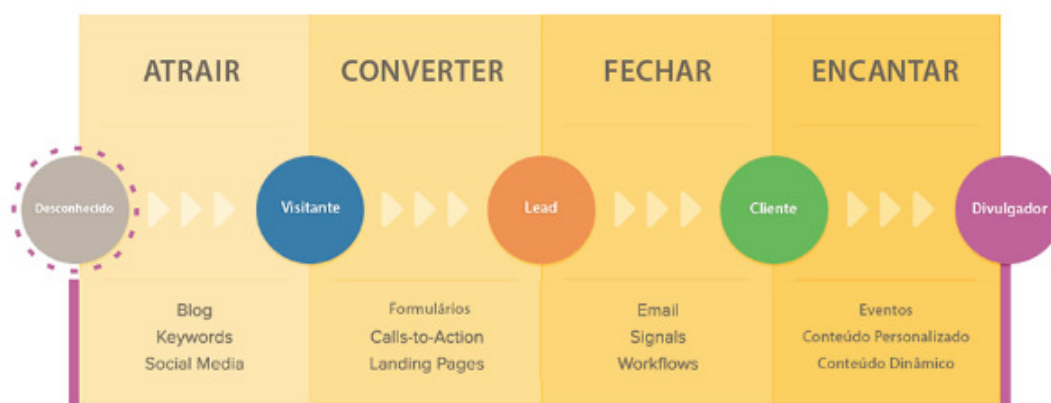 ATRAIR
CONVERTER
FECHAR
ENCANTAR
Desconhecido
Visitante
Lead
Cliente
Divulgador
Blog
Keywords
Social Media
Formulários
Calls-to-Action
Landing Pages
Email
Signals
Workflows
Eventos
Conteúdo Personalizado
Conteúdo Dinâmico